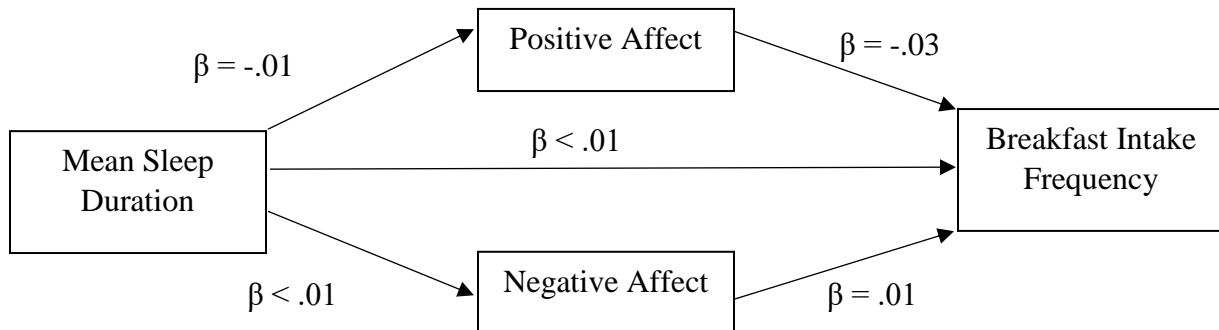 Positive Affect
β = -.01
β = -.03
Mean Sleep
Duration
β < .01
Breakfast Intake
Frequency
Negative Affect
β < .01
β = .01